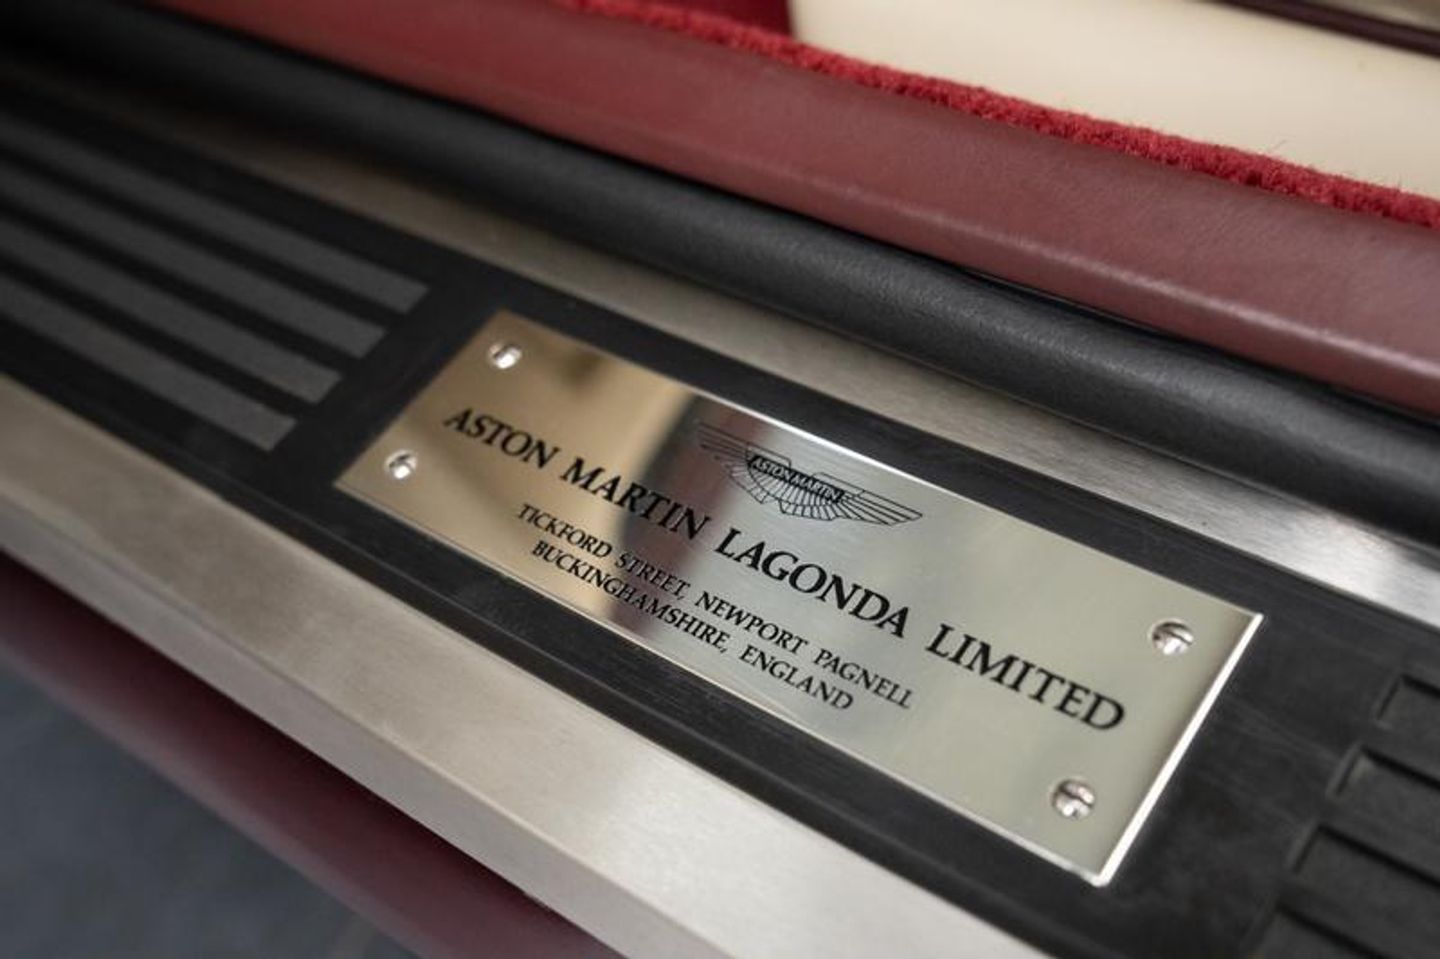 ASTON MARTIN
ASTON MARTIN LAGONDA LIMITED
TICKFORD STREET, NEWPORT PAGNELL
BUCKINGHAMSHIRE, ENGLAND